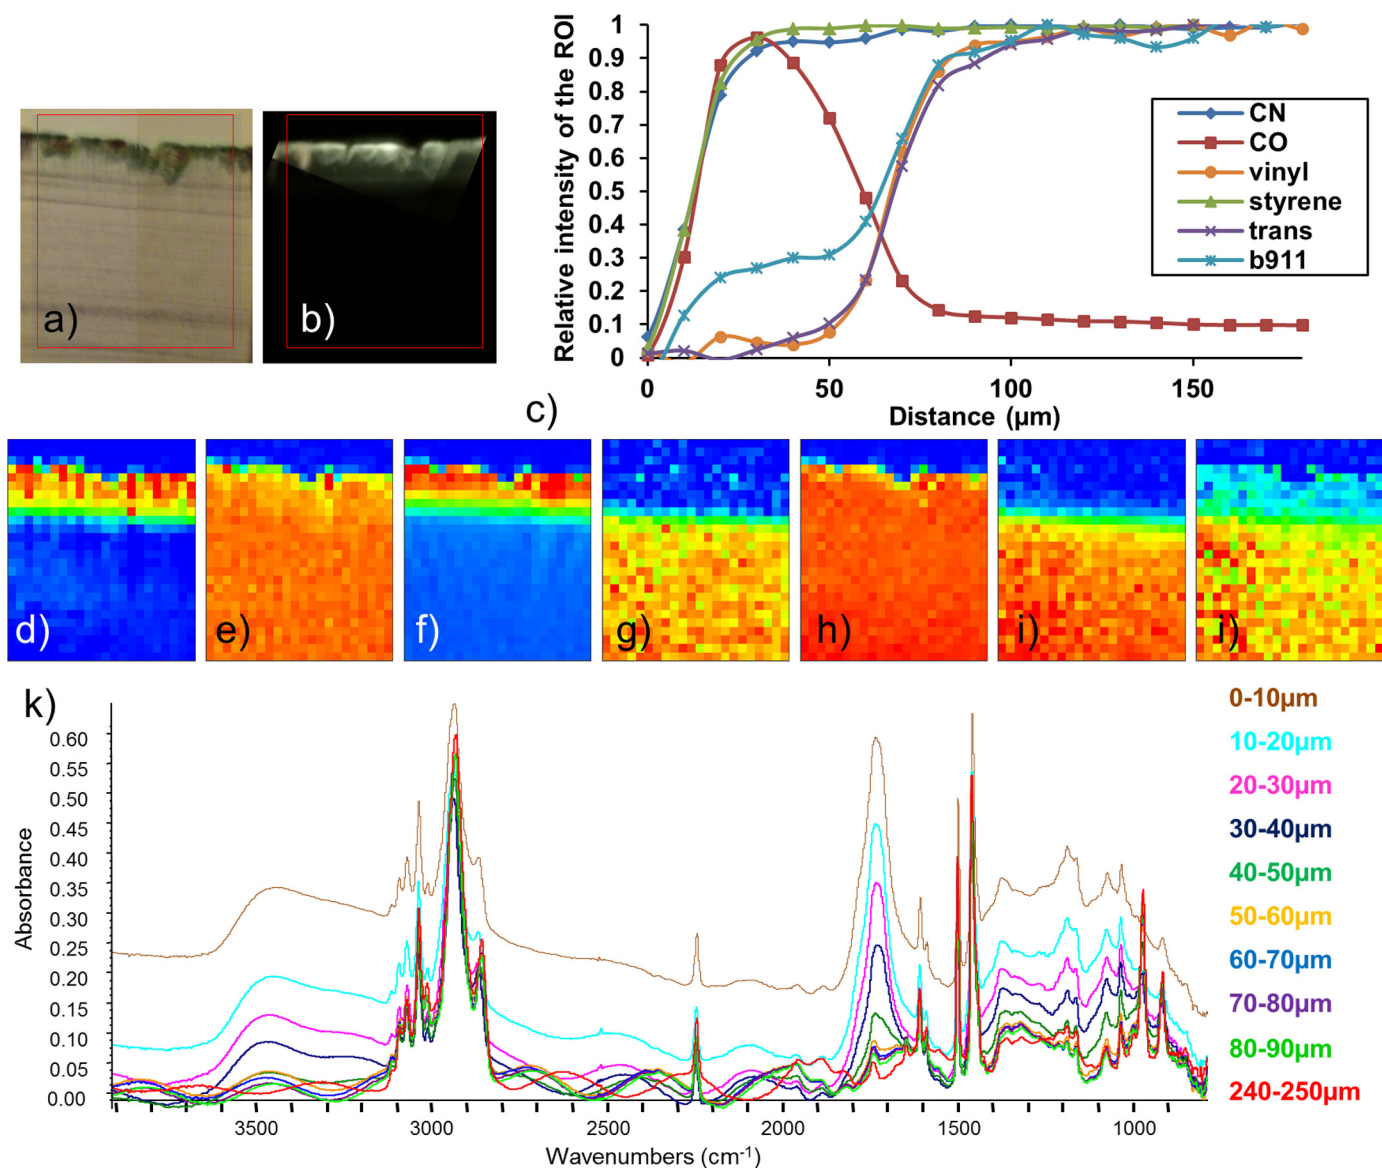 a)
b)
c)
Relative intensity of the ROI
1
0.9
0.8
0.7
0.6
0.5
0.4
0.3
0.2
0.1
0
0 50 100 150
Distance (µm)
CN
CO
vinyl
styrene
trans
b911
d) e) f) g) h) i) i)
k)
Absorbance
0.60
0.55
0.50
0.45
0.40
0.35
0.30
0.25
0.20
0.15
0.10
0.05
0.00
3500 3000 2500 2000 1500 1000
Wavenumbers (cm⁻¹)
0-10µm
10-20µm
20-30µm
30-40µm
40-50µm
50-60µm
60-70µm
70-80µm
80-90µm
240-250µm